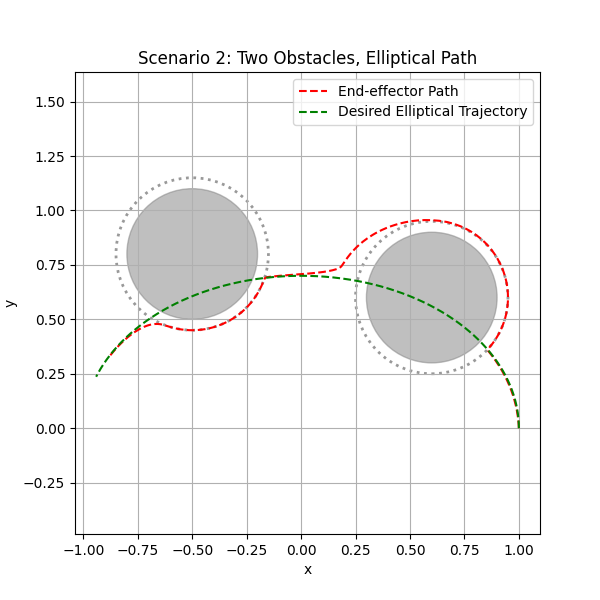 Scenario 2: Two Obstacles, Elliptical Path
End-effector Path
Desired Elliptical Trajectory
1.50
1.25
1.00
0.75
0.50
0.25
0.00
−0.25
y
−1.00 −0.75 −0.50 −0.25 0.00 0.25 0.50 0.75 1.00
x